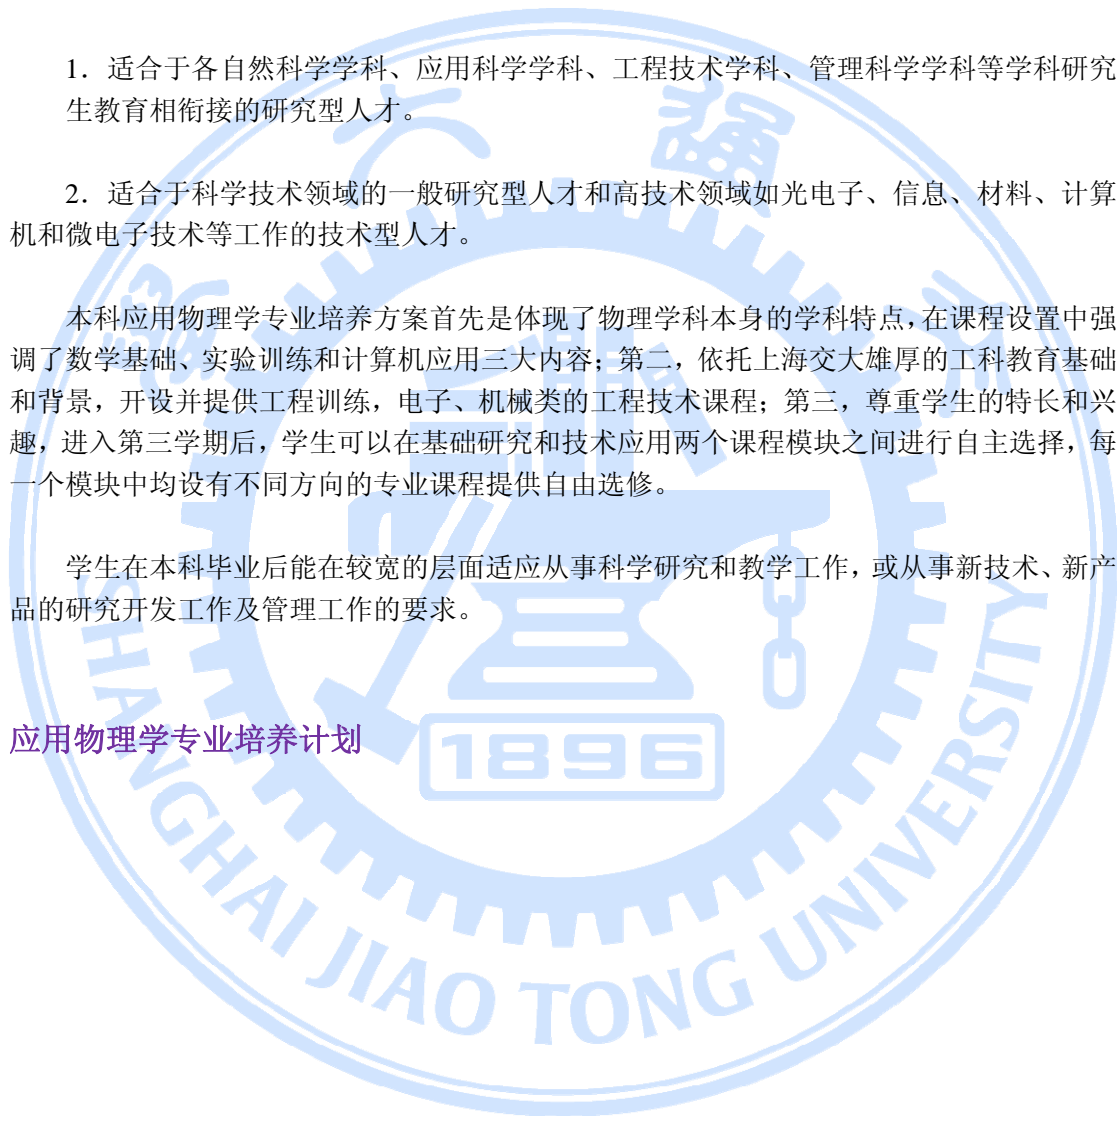 1．适合于各自然科学学科、应用科学学科、工程技术学科、管理科学学科等学科研究
生教育相衔接的研究型人才。
2．适合于科学技术领域的一般研究型人才和高技术领域如光电子、信息、材料、计算
机和微电子技术等工作的技术型人才。
本科应用物理学专业培养方案首先是体现了物理学科本身的学科特点，在课程设置中强
调了数学基础、实验训练和计算机应用三大内容；第二，依托上海交大雄厚的工科教育基础
和背景，开设并提供工程训练，电子、机械类的工程技术课程；第三，尊重学生的特长和兴
趣，进入第三学期后，学生可以在基础研究和技术应用两个课程模块之间进行自主选择，每
一个模块中均设有不同方向的专业课程提供自由选修。
学生在本科毕业后能在较宽的层面适应从事科学研究和教学工作，或从事新技术、新产
品的研究开发工作及管理工作的要求。
应用物理学专业培养计划
1896
SHANGHAI JIAO TONG UNIVERSITY